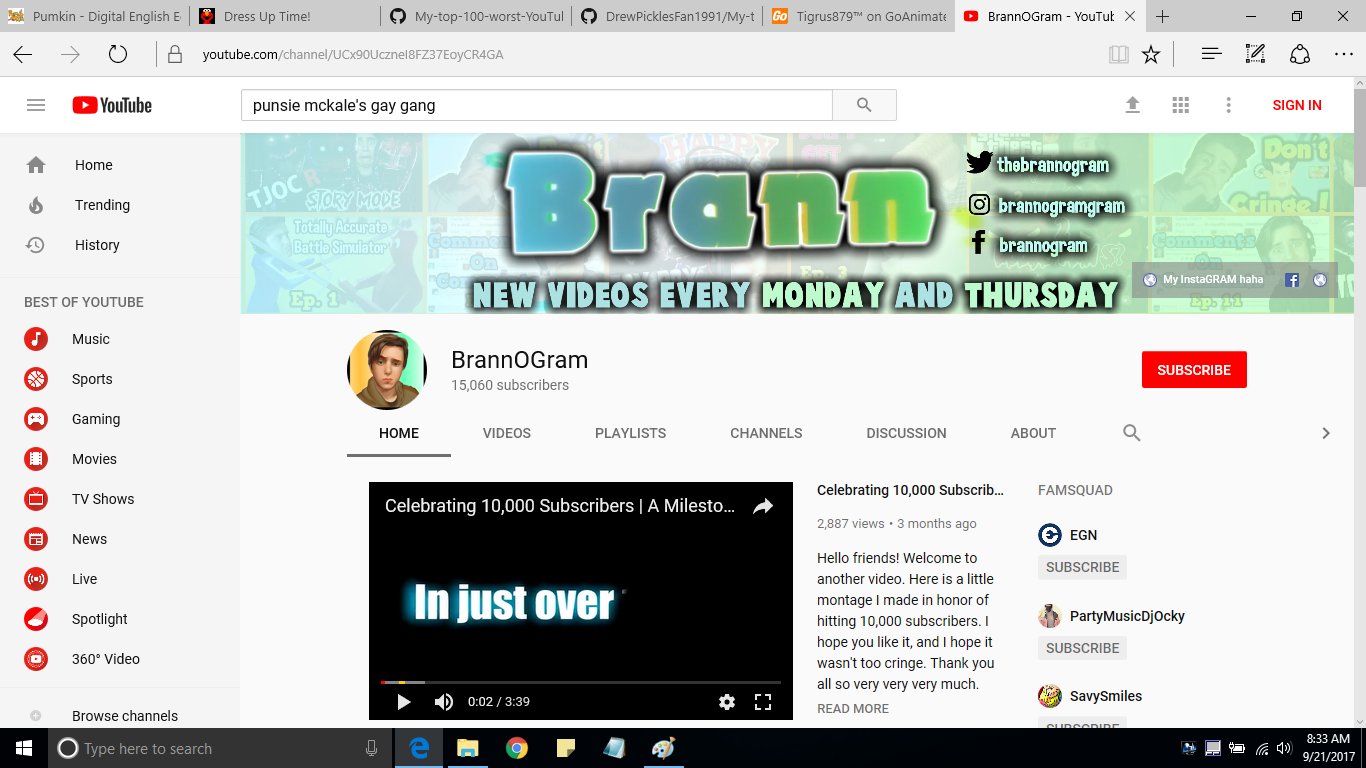 Pumkin - Digital English E
Dress Up Time!
My-top-100-worst-YouTul
DrewPicklesFan1991/My-t
Go
Tigrus879™ on GoAnimate
BrannOGram - YouTub
youtube.com/channel/UCx90UczneI8FZ37EoyCR4GA
YouTube
punsie mckale's gay gang
SIGN IN
Home
Trending
History
BEST OF YOUTUBE
Music
Sports
Gaming
Movies
TV Shows
News
Live
Spotlight
360° Video
Browse channels
TJOC R
STORY MODE
HAPPY
Don't
Cringe!
Totally Accurate
Battle Simulator
Ep. 1
Comments
On
Ep. 3
Comments
Ep. 11
Brann
thebrannogram
brannogramgram
brannogram
NEW VIDEOS EVERY MONDAY AND THURSDAY
My InstaGRAM haha
BrannOGram
15,060 subscribers
SUBSCRIBE
HOME
VIDEOS
PLAYLISTS
CHANNELS
DISCUSSION
ABOUT
Celebrating 10,000 Subscribers | A Milesto...
In just over
0:02 / 3:39
Celebrating 10,000 Subscrib...
2,887 views • 3 months ago
Hello friends! Welcome to
another video. Here is a little
montage I made in honor of
hitting 10,000 subscribers. I
hope you like it, and I hope it
wasn't too cringe. Thank you
all so very very very much.
READ MORE
FAMSQUAD
EGN
SUBSCRIBE
PartyMusicDjOcky
SUBSCRIBE
SavySmiles
SUBSCRIBE
Type here to search
8:33 AM
9/21/2017